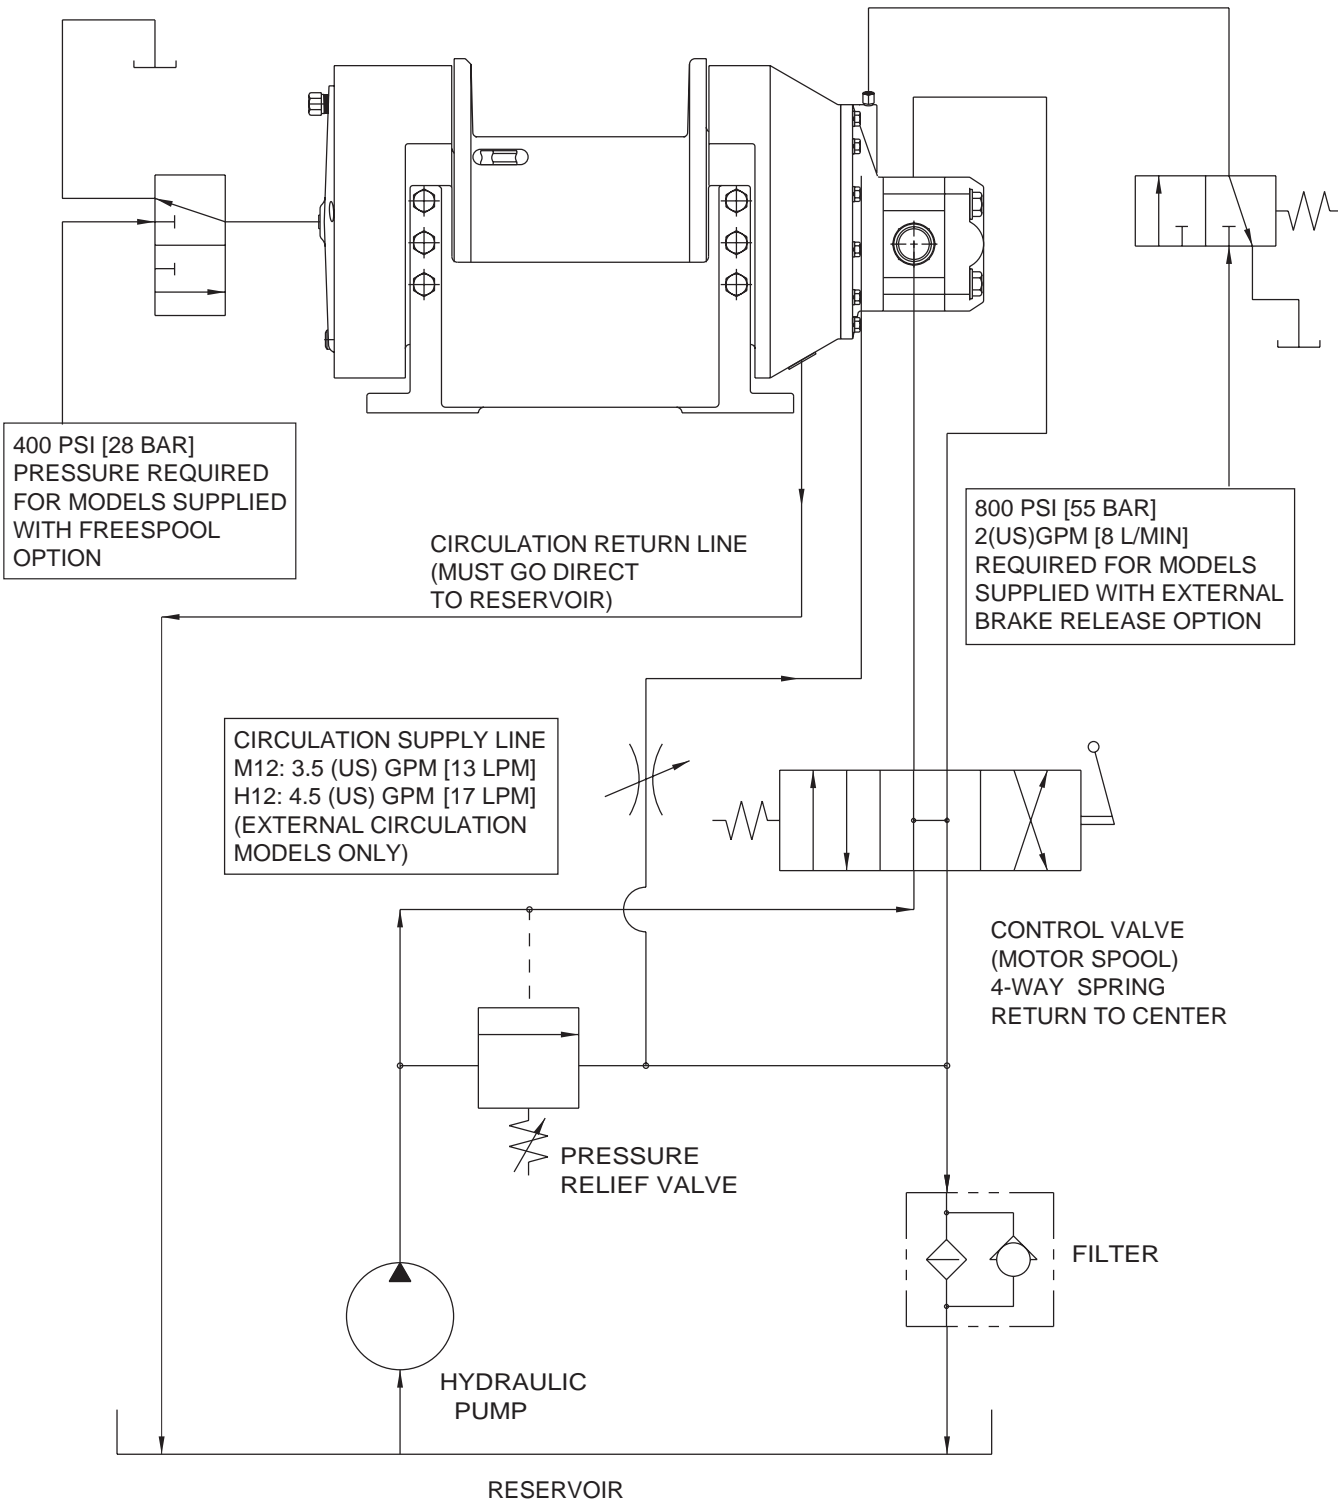 400 PSI [28 BAR]
PRESSURE REQUIRED
FOR MODELS SUPPLIED
WITH FREESPOOL
OPTION
800 PSI [55 BAR]
2(US)GPM [8 L/MIN]
REQUIRED FOR MODELS
SUPPLIED WITH EXTERNAL
BRAKE RELEASE OPTION
CIRCULATION RETURN LINE
(MUST GO DIRECT
TO RESERVOIR)
CIRCULATION SUPPLY LINE
M12: 3.5 (US) GPM [13 LPM]
H12: 4.5 (US) GPM [17 LPM]
(EXTERNAL CIRCULATION
MODELS ONLY)
CONTROL VALVE
(MOTOR SPOOL)
4-WAY SPRING
RETURN TO CENTER
PRESSURE
RELIEF VALVE
FILTER
HYDRAULIC
PUMP
RESERVOIR